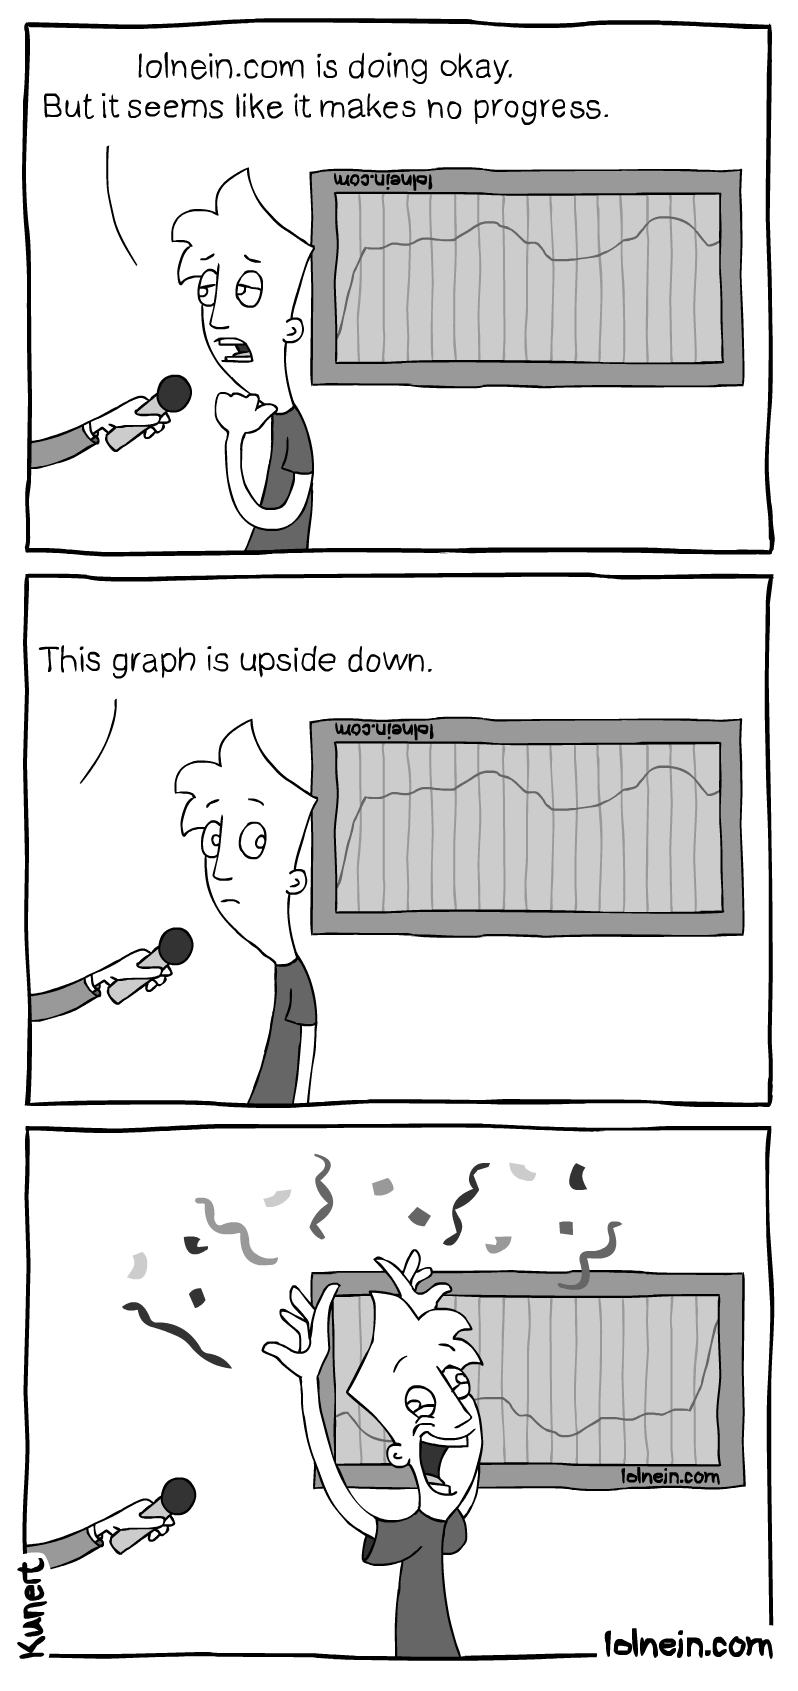 lolnein.com is doing okay.
But it seems like it makes no progress.
lolnein.com
This graph is upside down.
lolnein.com
lolnein.com
Kunert
lolnein.com